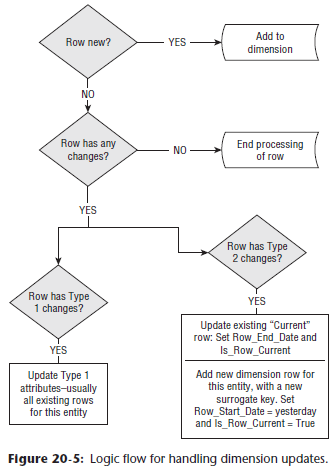 Row new?
YES
Add to
dimension
NO
Row has any
changes?
NO
End processing
of row
YES
Row has Type
2 changes?
Row has Type
1 changes?
YES
YES
Update existing “Current”
row: Set Row_End_Date and
Is_Row_Current
Add new dimension row for
this entity, with a new
surrogate key. Set
Row_Start_Date = yesterday
and Is_Row_Current = True
Update Type 1
attributes–usually
all existing rows
for this entity
Figure 20-5: Logic flow for handling dimension updates.